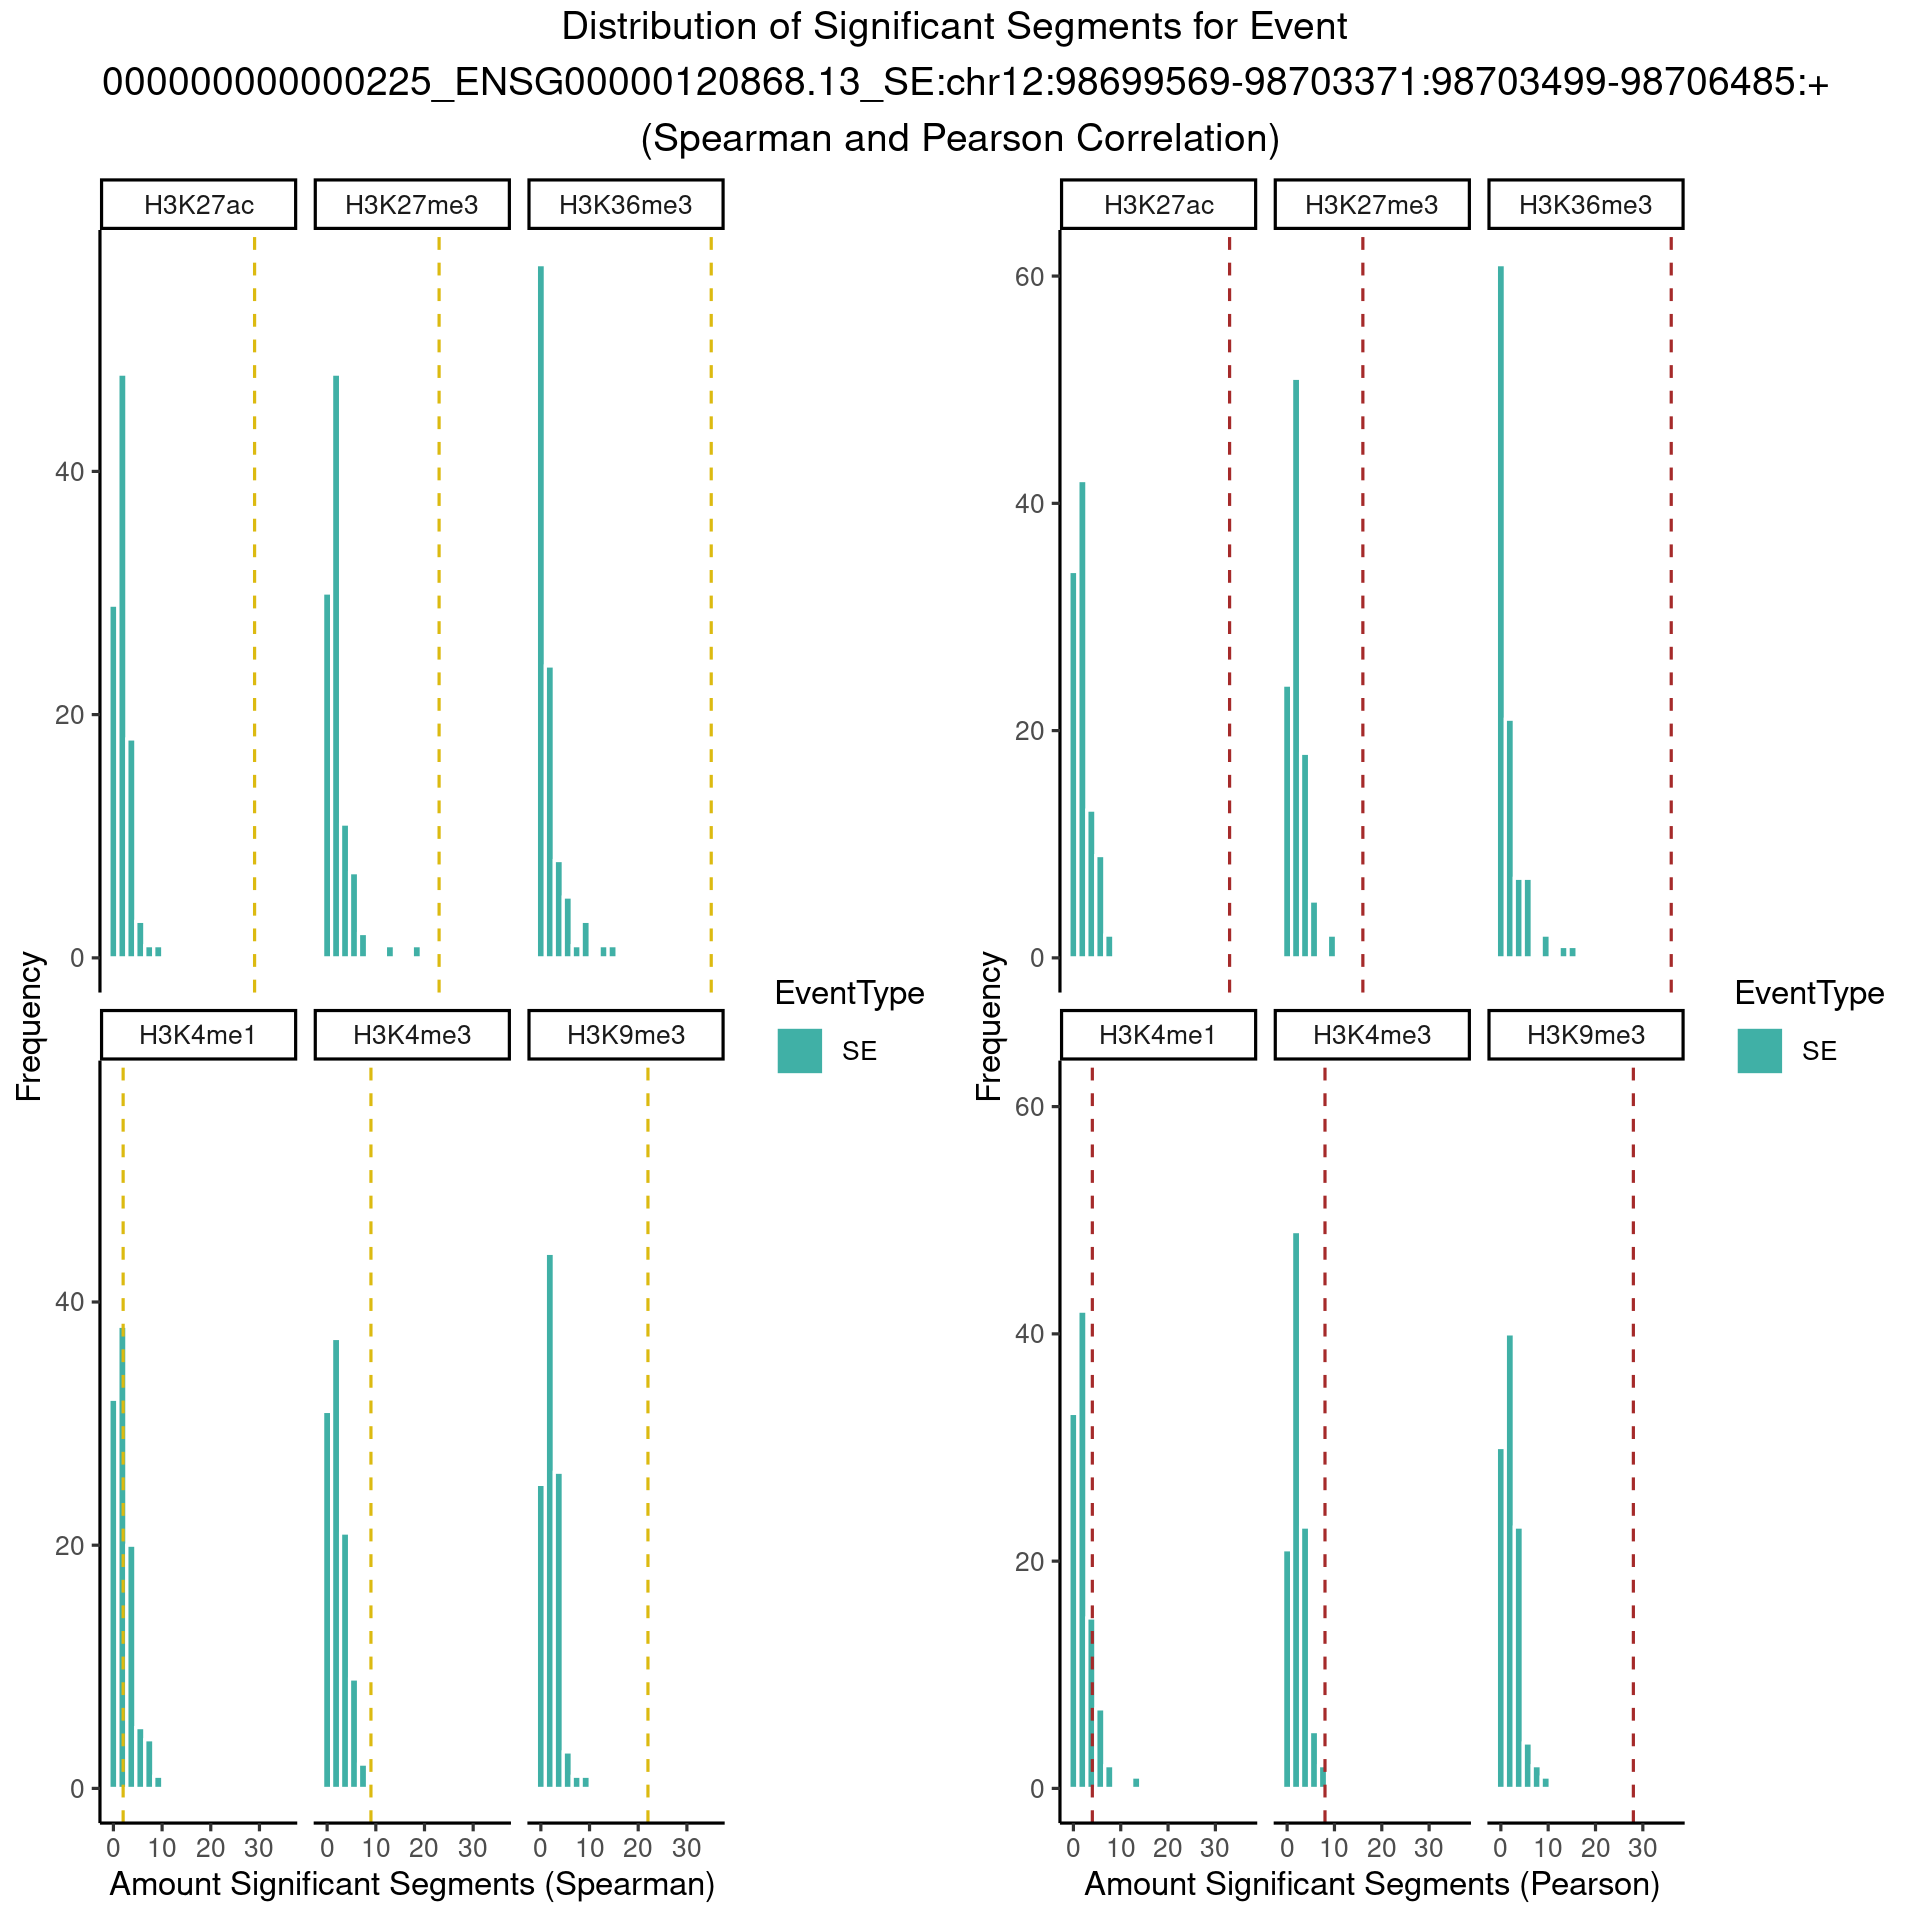 Distribution of Significant Segments for Event
000000000000225_ENSG00000120868.13_SE:chr12:98699569-98703371:98703499-98706485:+
(Spearman and Pearson Correlation)
H3K27ac H3K27me3 H3K36me3
40
20
0
H3K4me1 H3K4me3 H3K9me3
40
20
0
0 10 20 30 0 10 20 30 0 10 20 30
Amount Significant Segments (Spearman)
Frequency
EventType
SE
H3K27ac H3K27me3 H3K36me3
60
40
20
0
H3K4me1 H3K4me3 H3K9me3
60
40
20
0
0 10 20 30 0 10 20 30 0 10 20 30
Amount Significant Segments (Pearson)
Frequency
EventType
SE